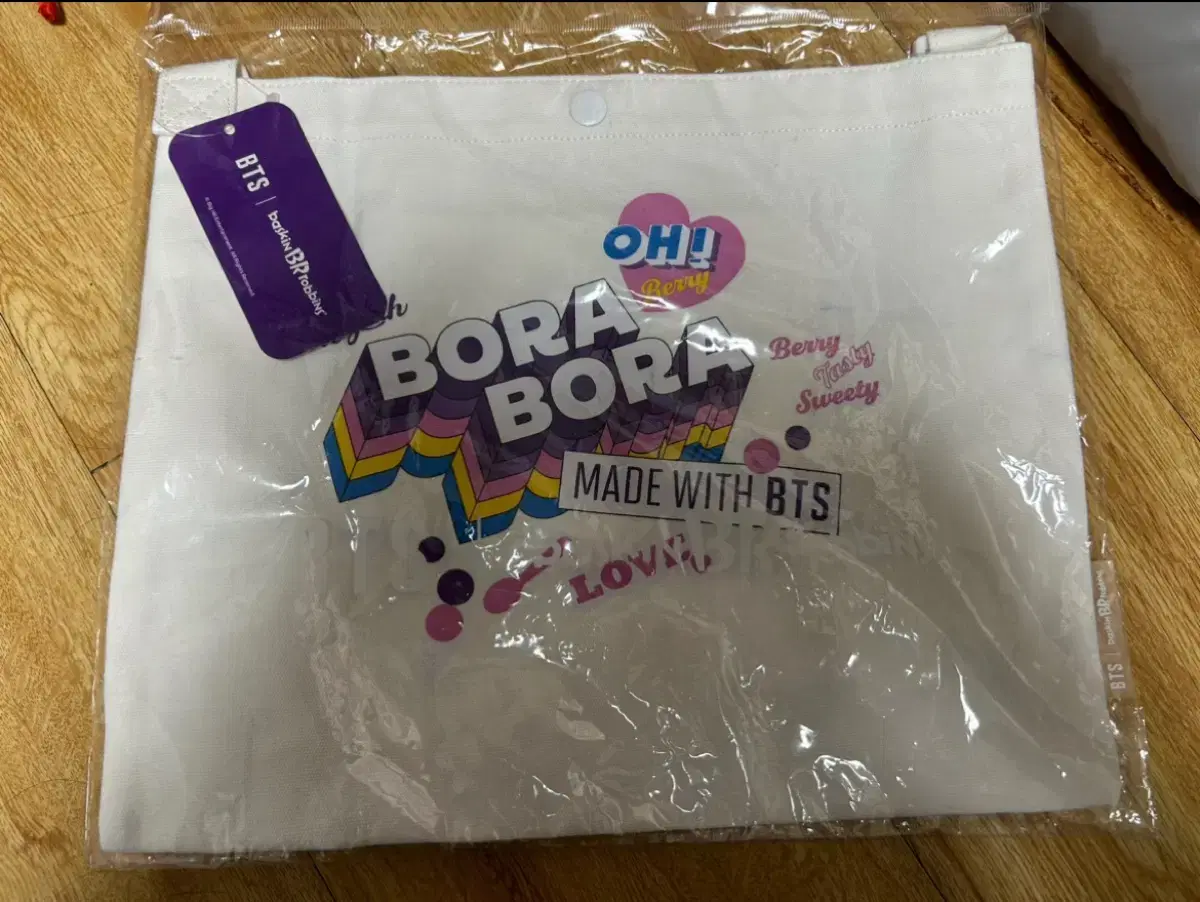 BTS | baskin BR robbins
OH!
Berry
BORA
BORA
Berry
Tasty
Sweety
MADE WITH BTS
LOVE
BTS | baskin BR robbins